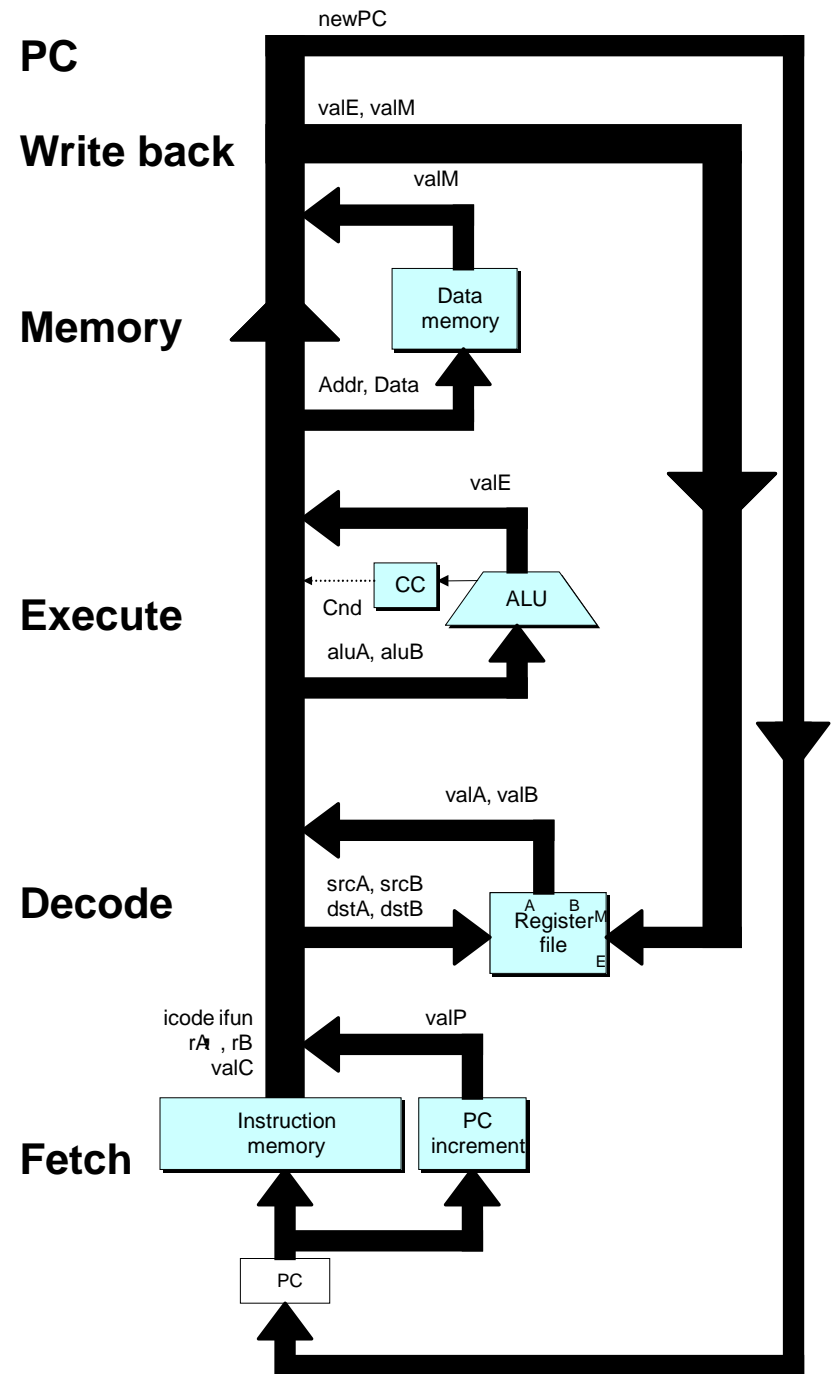 newPC
PC
valE, valM
Write back
valM
Data
memory
Memory
Addr, Data
valE
CC
ALU
Cnd
Execute
aluA, aluB
valA, valB
srcA, srcB
dstA, dstB
Decode
A B
M
Register
file
E
icode ifun
rA , rB
valC
valP
Instruction
memory
PC
increment
Fetch
PC